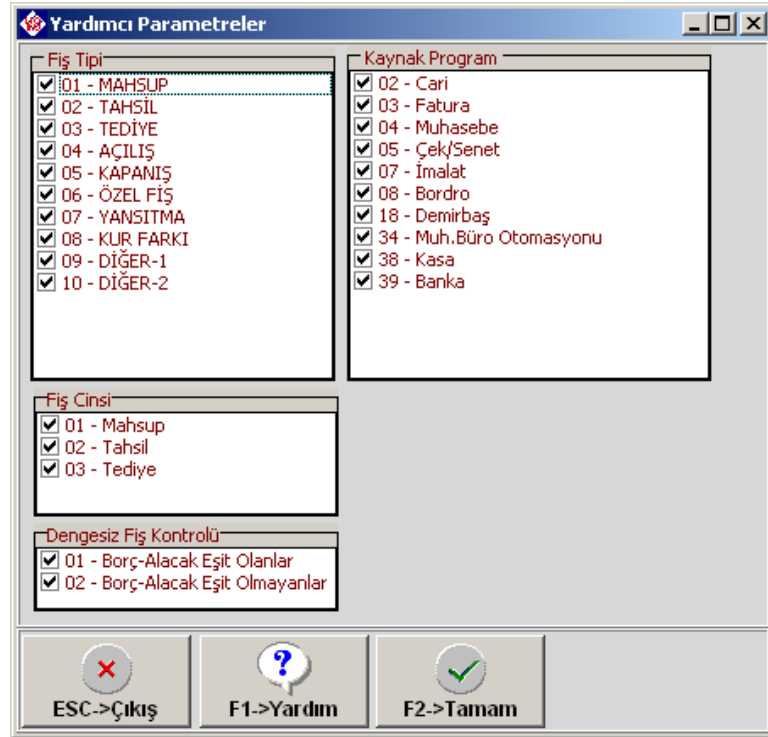 Yardımcı Parametreler
Fiş Tipi
01 - MAHSUP
02 - TAHSİL
03 - TEDİYE
04 - AÇILIŞ
05 - KAPANIŞ
06 - ÖZEL FİŞ
07 - YANSITMA
08 - KUR FARKI
09 - DİĞER-1
10 - DİĞER-2
Kaynak Program
02 - Cari
03 - Fatura
04 - Muhasebe
05 - Çek/Senet
07 - İmalat
08 - Bordro
18 - Demirbaş
34 - Muh.Büro Otomasyonu
38 - Kasa
39 - Banka
Fiş Cinsi
01 - Mahsup
02 - Tahsil
03 - Tediye
Dengesiz Fiş Kontrolü
01 - Borç-Alacak Eşit Olanlar
02 - Borç-Alacak Eşit Olmayanlar
ESC->Çıkış
F1->Yardım
F2->Tamam